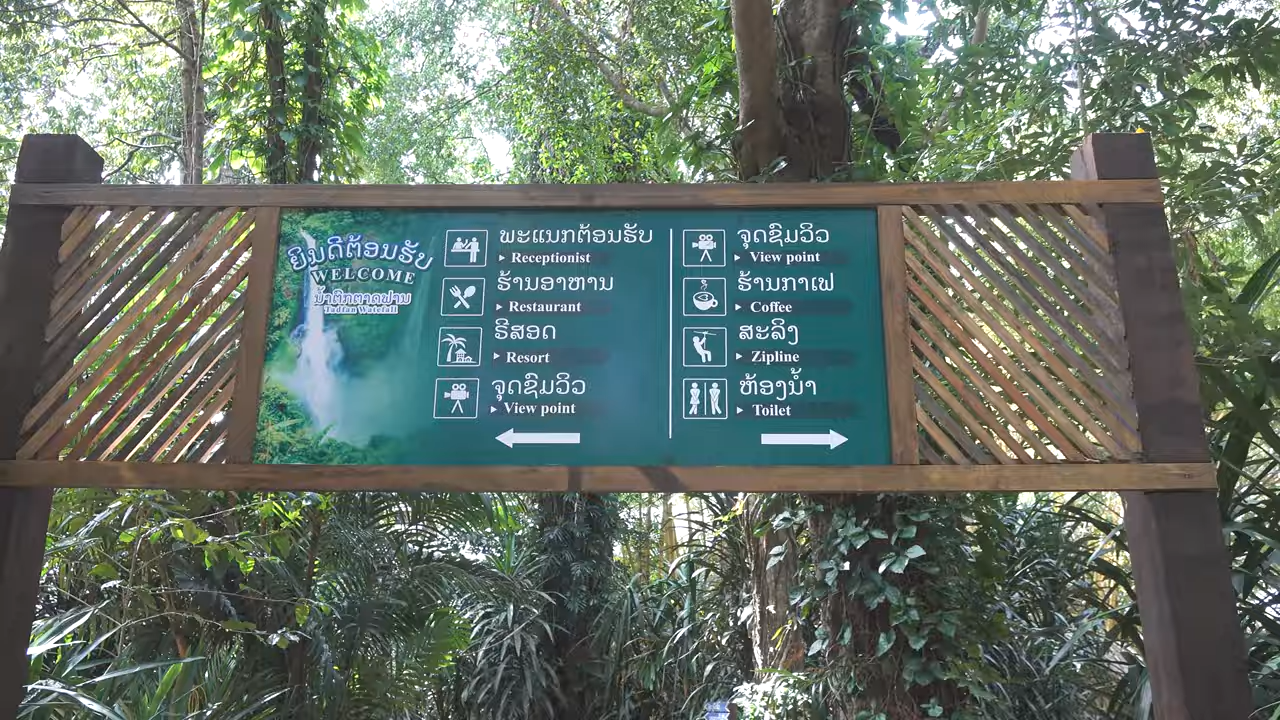 ຍິນດີຕ້ອນຮັບ
WELCOME
ນ້ຳຕົກຕາດຟານ
Tadfan Waterfall
ພະແນກຕ້ອນຮັບ
Receptionist
ຮ້ານອາຫານ
Restaurant
ຣີສອດ
Resort
ຈຸດຊົມວິວ
View point
ຈຸດຊົມວິວ
View point
ຮ້ານກາເຟ
Coffee
ສະລິງ
Zipline
ຫ້ອງນ້ຳ
Toilet